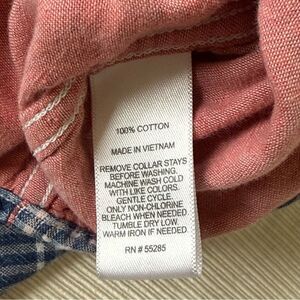 100% COTTON
MADE IN VIETNAM
REMOVE COLLAR STAYS
BEFORE WASHING.
MACHINE WASH COLD
WITH LIKE COLORS.
GENTLE CYCLE.
ONLY NON-CHLORINE
BLEACH WHEN NEEDED.
TUMBLE DRY LOW.
WARM IRON IF NEEDED.
RN # 55285